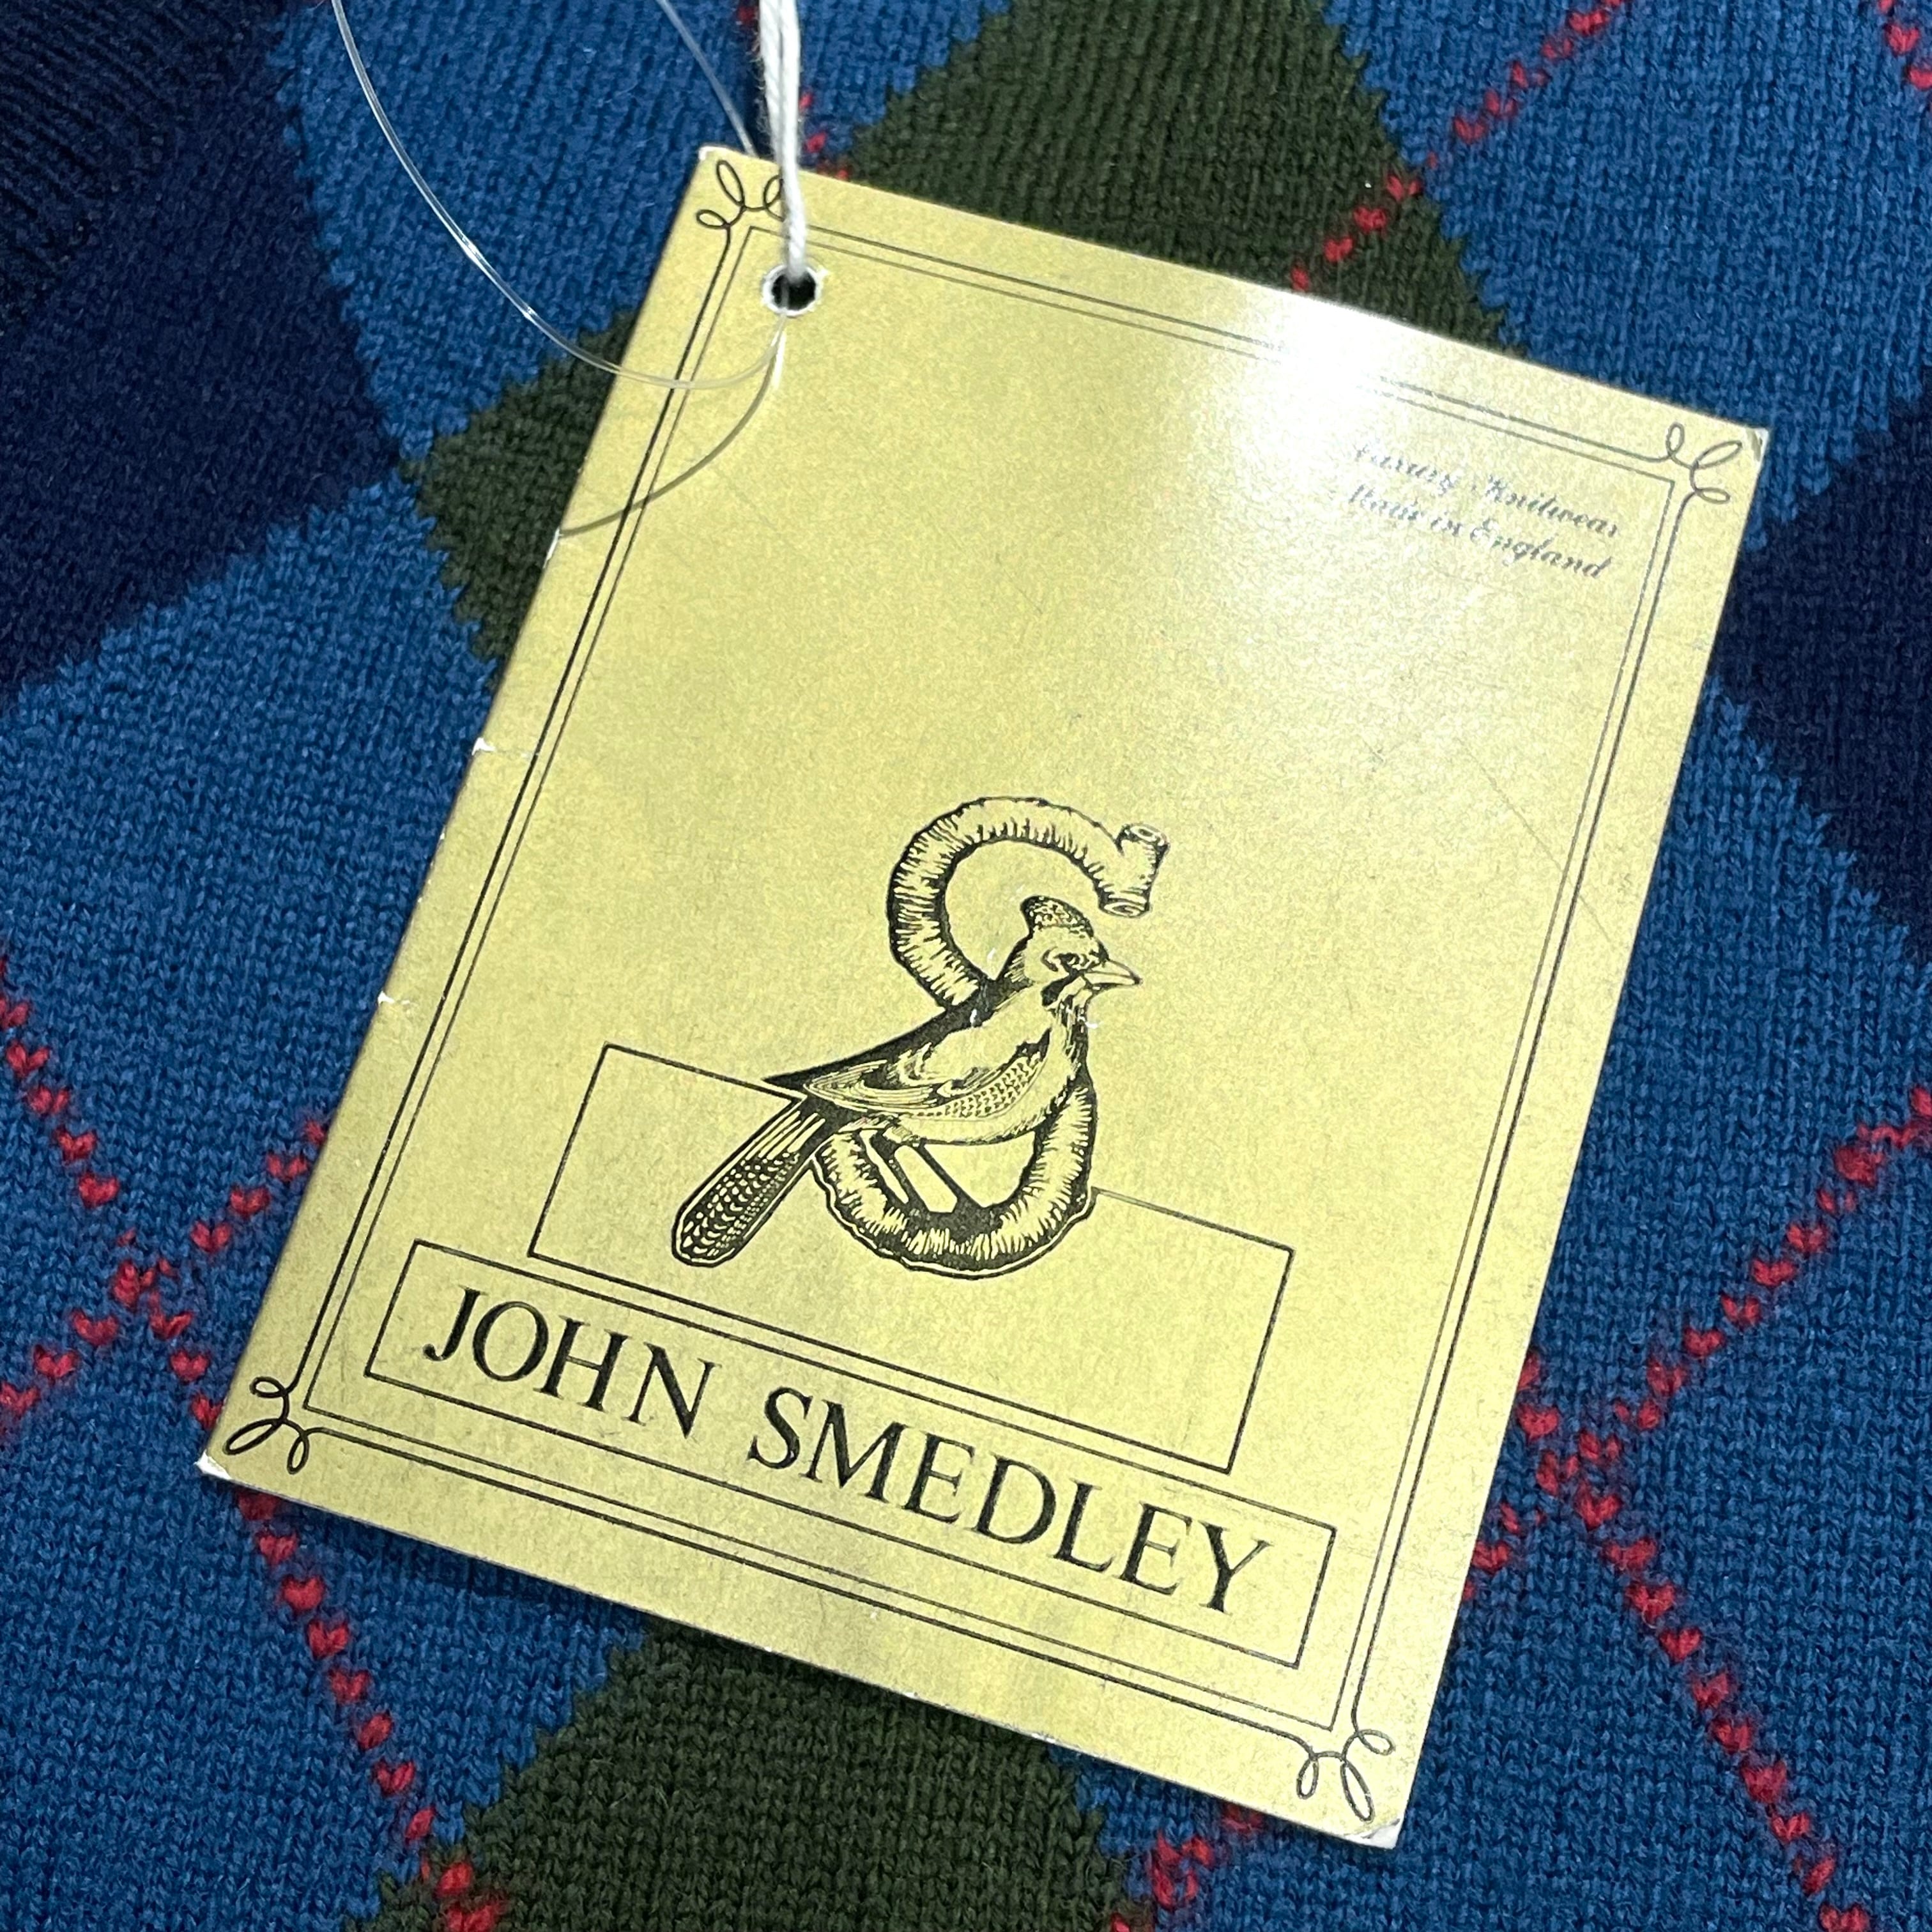 Luxury Knitwear
Made in England
S
JOHN SMEDLEY